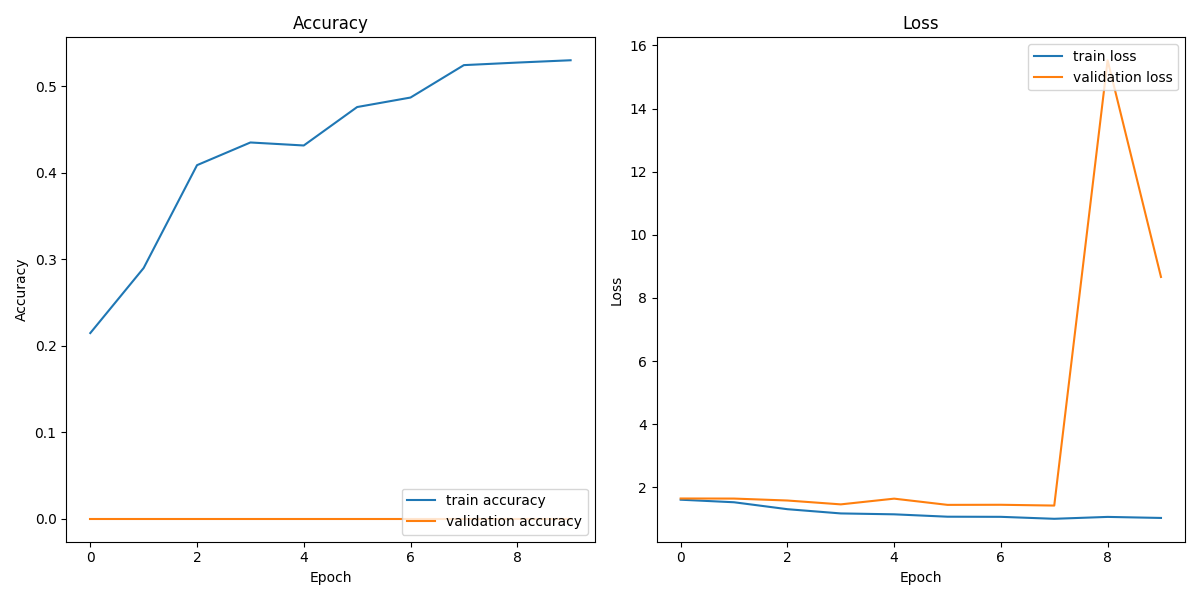 Accuracy
Accuracy
0.5
0.4
0.3
0.2
0.1
0.0
train accuracy
validation accuracy
0 2 4 6 8
Epoch
Loss
Loss
16
14
12
10
8
6
4
2
train loss
validation loss
0 2 4 6 8
Epoch